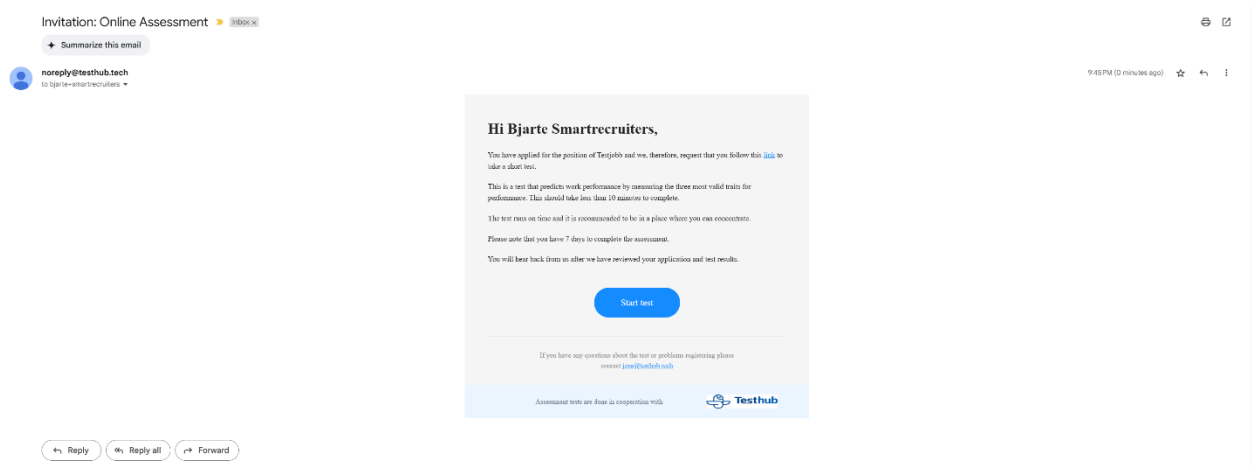 Invitation: Online Assessment
Inbox x
Summarize this email
noreply@testhub.tech
9:45 PM (0 minutes ago)
to bjarte+smartrecruiters
Hi Bjarte Smartrecruiters,
You have applied for the position of Testjobb and we, therefore, request that you follow this link to
take a short test.
This is a test that predicts work performance by measuring the three most valid traits for
performance. This should take less than 10 minutes to complete.
The test runs on time and it is recommended to be in a place where you can concentrate.
Please note that you have 7 days to complete the assessment.
You will hear back from us after we have reviewed your application and test results.
Start test
If you have any questions about the test or problems registering please
contact
Assessment tests are done in cooperation with
Testhub
Reply
Reply all
Forward